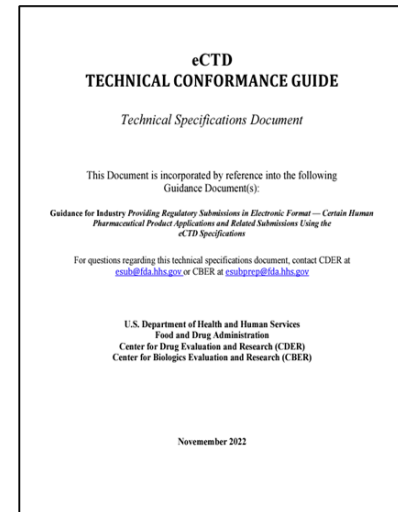 eCTD
TECHNICAL CONFORMANCE GUIDE
Technical Specifications Document
This Document is incorporated by reference into the following
Guidance Document(s):
Guidance for Industry Providing Regulatory Submissions in Electronic Format — Certain Human
Pharmaceutical Product Applications and Related Submissions Using the
eCTD Specifications
For questions regarding this technical specifications document, contact CDER at
esub@fda.hhs.gov or CBER at esubprep@fda.hhs.gov
U.S. Department of Health and Human Services
Food and Drug Administration
Center for Drug Evaluation and Research (CDER)
Center for Biologics Evaluation and Research (CBER)
Novemember 2022